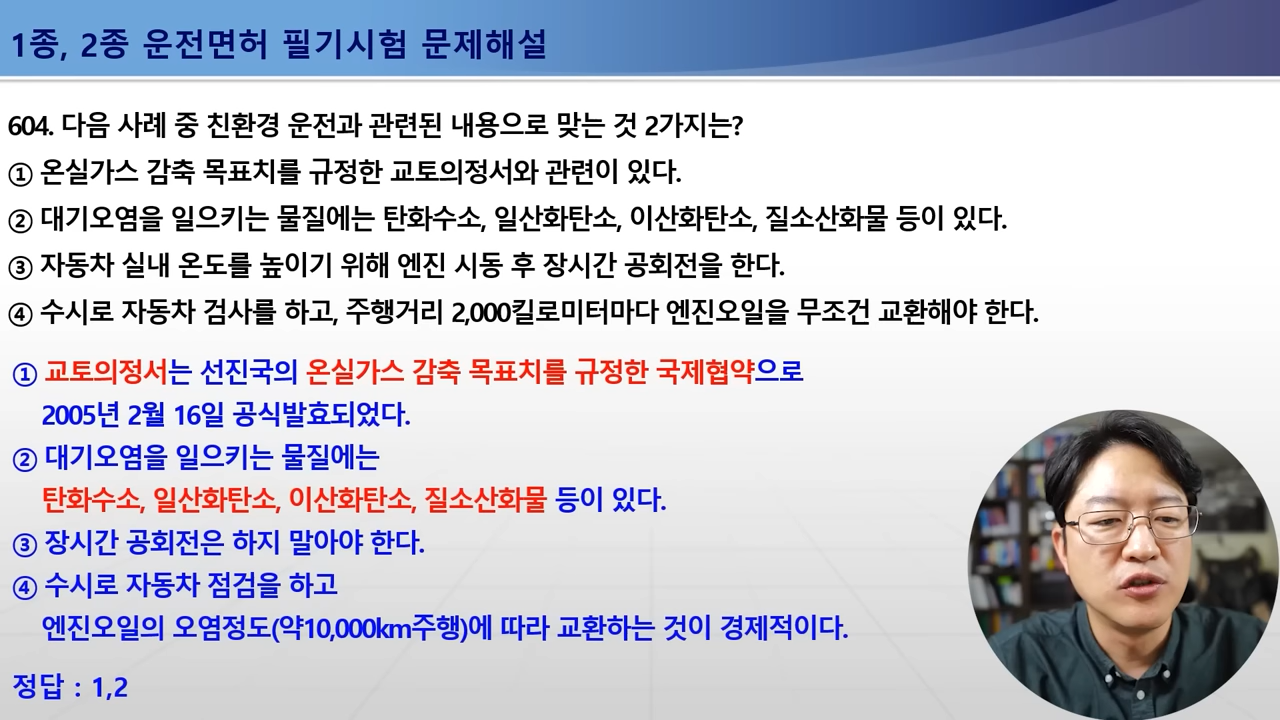 1종, 2종 운전면허 필기시험 문제해설
604. 다음 사례 중 친환경 운전과 관련된 내용으로 맞는 것 2가지는?
① 온실가스 감축 목표치를 규정한 교토의정서와 관련이 있다.
② 대기오염을 일으키는 물질에는 탄화수소, 일산화탄소, 이산화탄소, 질소산화물 등이 있다.
③ 자동차 실내 온도를 높이기 위해 엔진 시동 후 장시간 공회전을 한다.
④ 수시로 자동차 검사를 하고, 주행거리 2,000킬로미터마다 엔진오일을 무조건 교환해야 한다.
① 교토의정서는 선진국의 온실가스 감축 목표치를 규정한 국제협약으로
2005년 2월 16일 공식발효되었다.
② 대기오염을 일으키는 물질에는
탄화수소, 일산화탄소, 이산화탄소, 질소산화물 등이 있다.
③ 장시간 공회전은 하지 말아야 한다.
④ 수시로 자동차 점검을 하고
엔진오일의 오염정도(약10,000km주행)에 따라 교환하는 것이 경제적이다.
정답 : 1,2